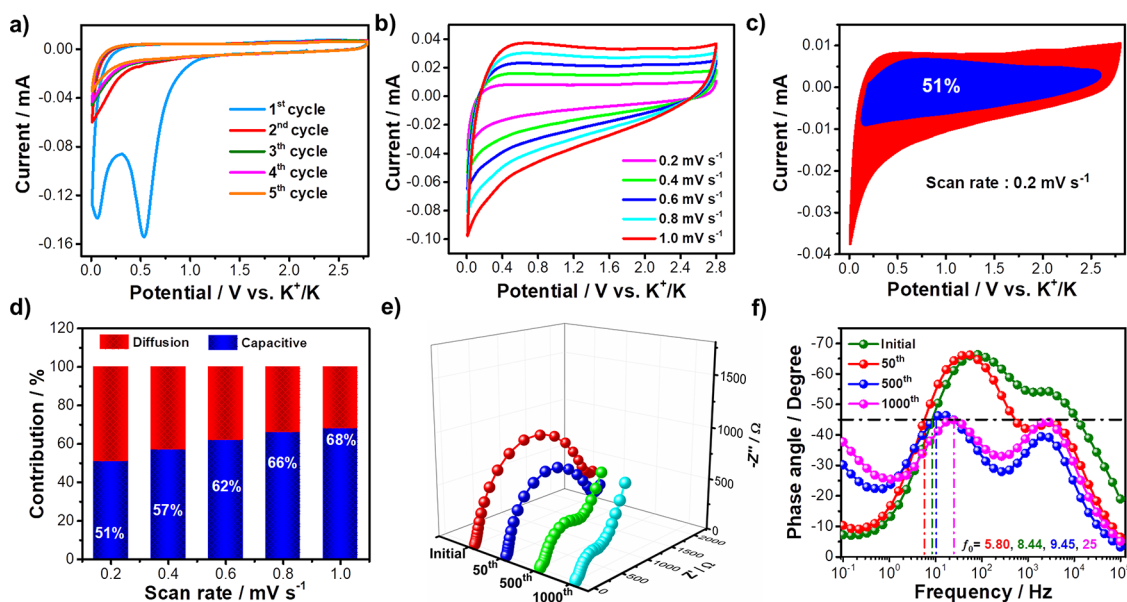 a)
0.00
-0.04
-0.08
-0.12
-0.16
Current / mA
1st cycle
2nd cycle
3th cycle
4th cycle
5th cycle
0.0 0.5 1.0 1.5 2.0 2.5
Potential / V vs. K+/K
b)
0.04
0.02
0.00
-0.02
0.04
0.06
-0.08
-0.10
Current / mA
0.2 mV s-1
0.4 mV s-1
0.6 mV s-1
0.8 mV s-1
1.0 mV s-1
0.0 0.4 0.8 1.2 1.6 2.0 2.4 2.8
Potential / V vs. K+/K
c)
0.01
0.00
-0.01
-0.02
-0.03
-0.04
Current / mA
51%
Scan rate : 0.2 mV s-1
0.0 0.5 1.0 1.5 2.0 2.5
Potential / V vs. K+/K
d)
120
100
80
60
40
20
0
Contribution / %
Diffusion Capacitive
51%
57%
62%
66%
68%
0.2 0.4 0.6 0.8 1.0
Scan rate / mV s-1
e)
1500
1000
500
0
-Z'' / Ω
2000
1500
1000
500
0
Z' / Ω
Initial
50th
500th
1000th
f)
-70
-60
-50
-40
-30
-20
-10
0
Phase angle / Degree
Initial
50th
500th
1000th
f0= 5.80, 8.44, 9.45, 25
10-1 100 101 102 103 104 105
Frequency / Hz